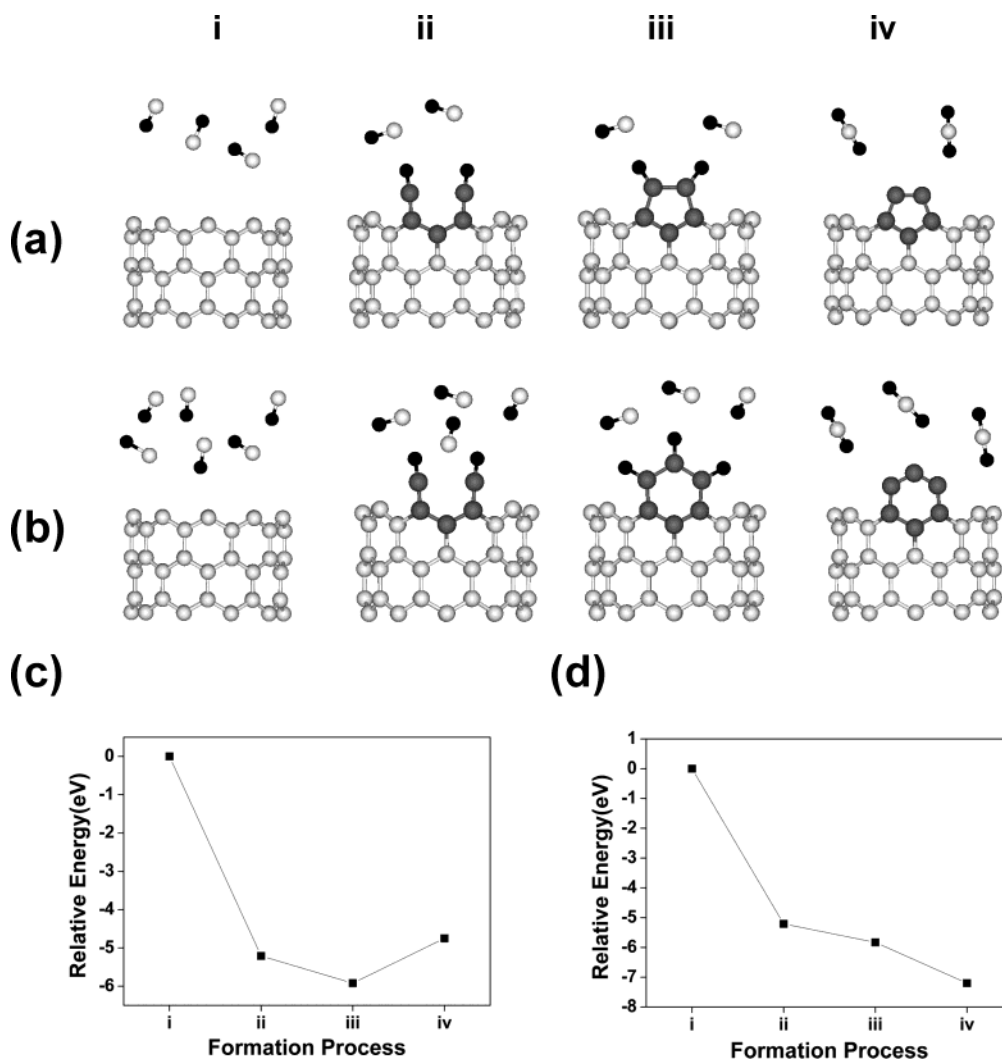 i ii iii iv
(a)
(b)
(c)
(d)
0
-1
-2
-3
-4
-5
-6
Relative Energy(eV)
i ii iii iv
Formation Process
1
0
-1
-2
-3
-4
-5
-6
-7
-8
Relative Energy(eV)
i ii iii iv
Formation Process